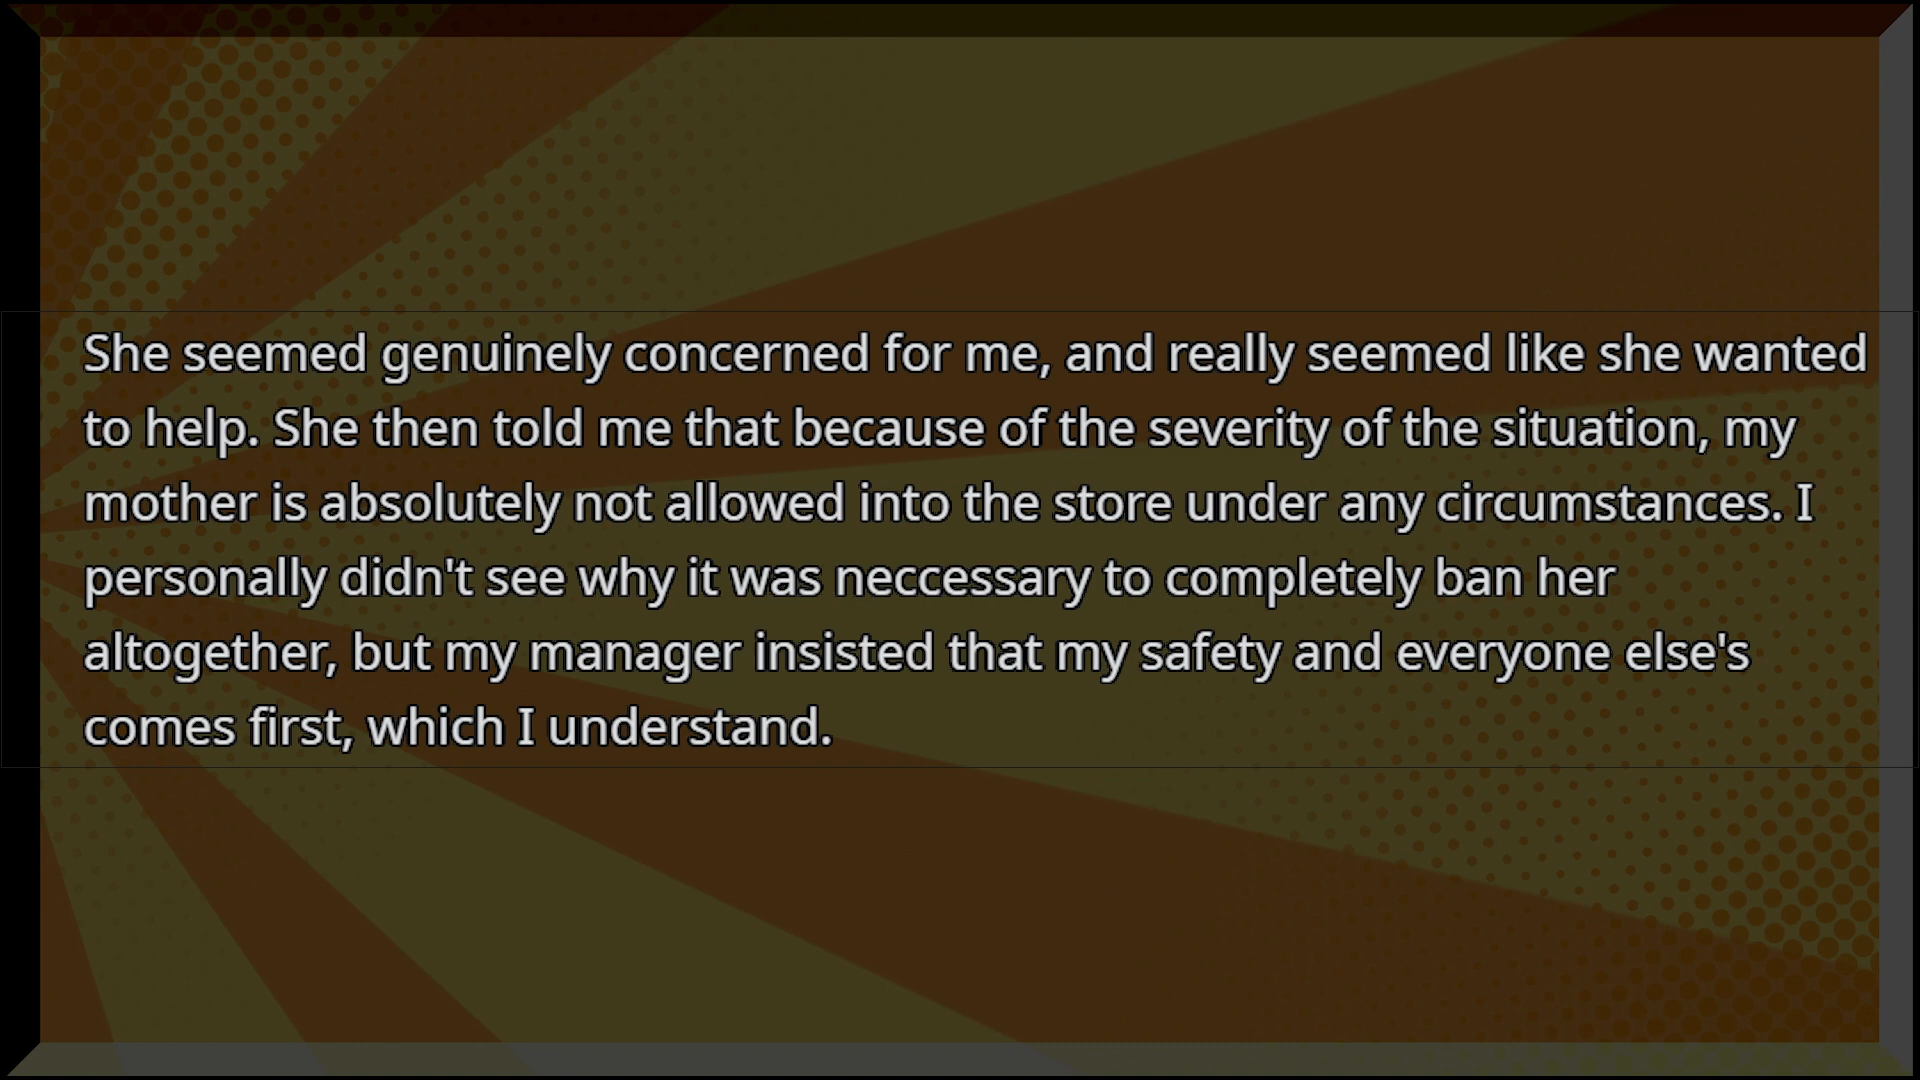 She seemed genuinely concerned for me, and really seemed like she wanted
to help. She then told me that because of the severity of the situation, my
mother is absolutely not allowed into the store under any circumstances. I
personally didn't see why it was neccessary to completely ban her
altogether, but my manager insisted that my safety and everyone else's
comes first, which I understand.